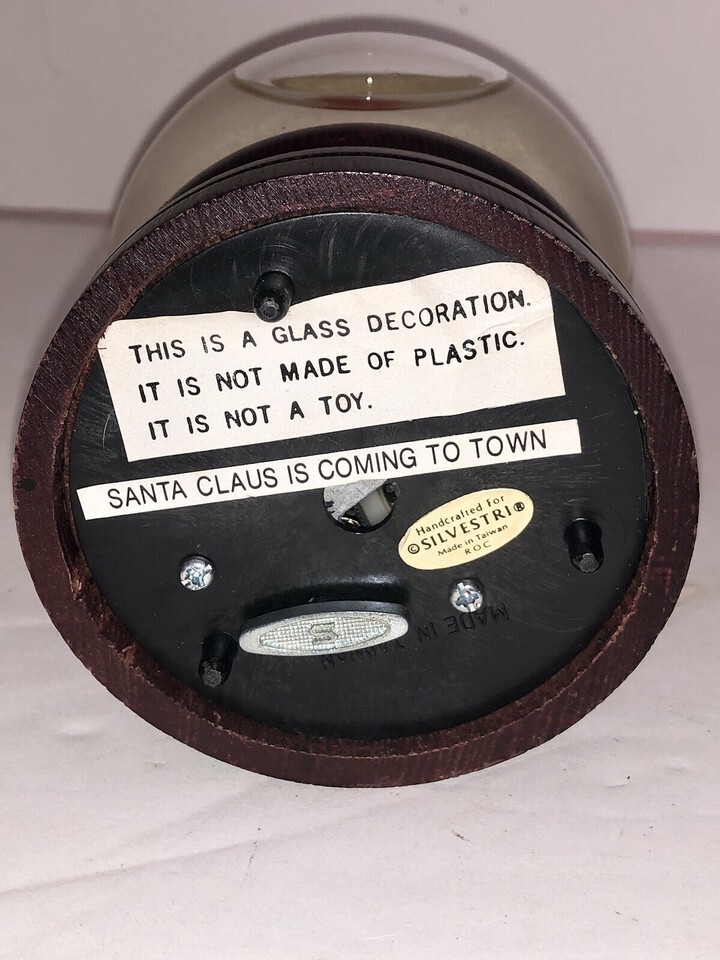 THIS IS A GLASS DECORATION.
IT IS NOT MADE OF PLASTIC.
IT IS NOT A TOY.
SANTA CLAUS IS COMING TO TOWN
Handcrafted For
©SILVESTRI®
Made in Taiwan
R.O.C
S
MADE IN TAIWAN